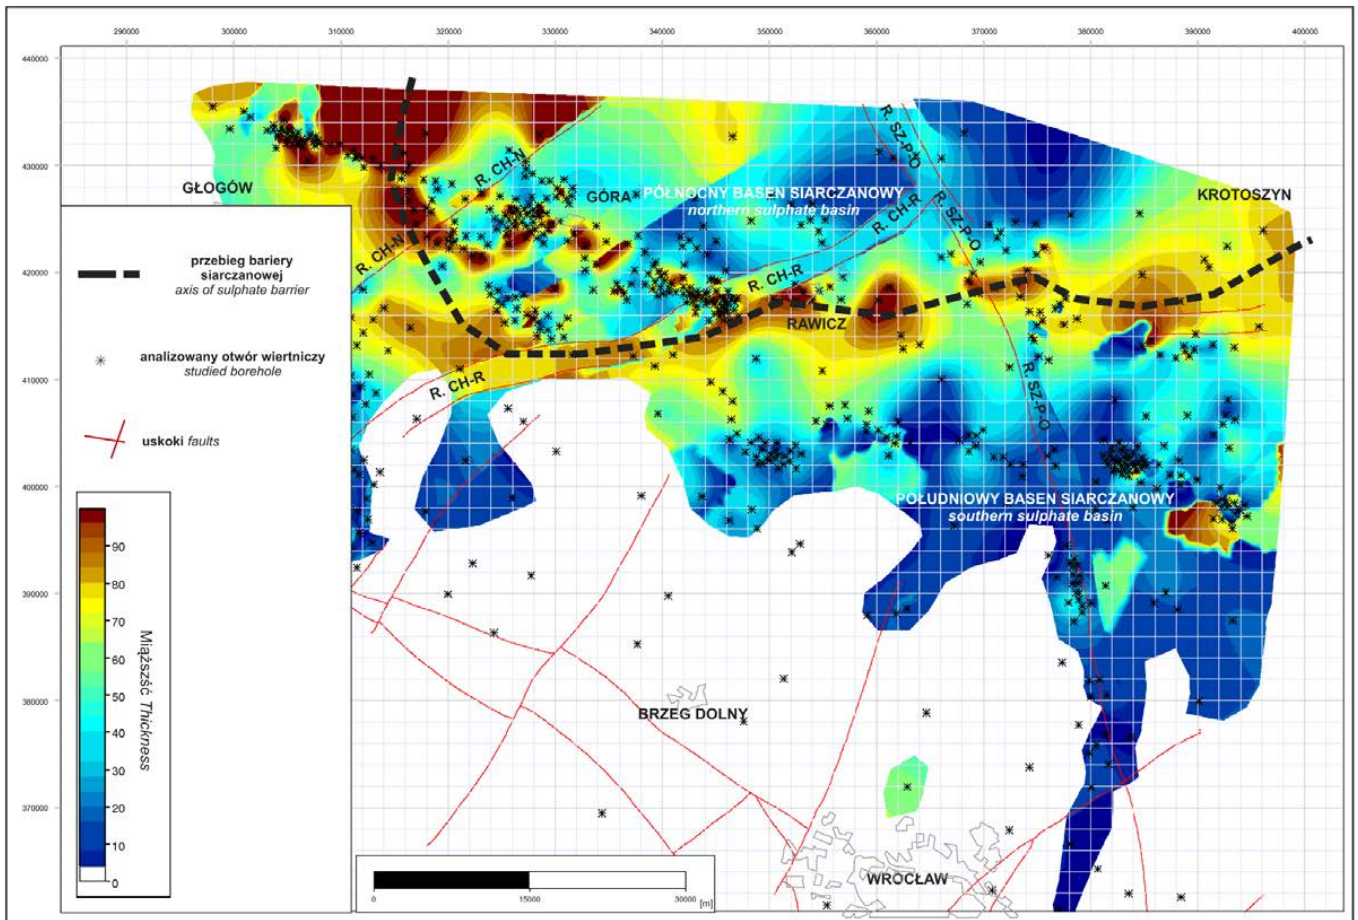 290000 300000 310000 320000 330000 340000 350000 360000 370000 380000 390000 400000
440000
430000
420000
410000
400000
390000
380000
370000
GŁOGÓW
R. CH-N
GÓRA
PÓŁNOCNY BASEN SIARCZANOWY
northern sulphate basin
R. SZ-P-O
R. SZ-P-O
R. CH-R
KROTOSZYN
R. CH-N
R. CH-R
RAWICZ
R. CH-R
R. SZ-P-O
POŁUDNIOWY BASEN SIARCZANOWY
southern sulphate basin
BRZEG DOLNY
WROCŁAW
przebieg bariery
siarczanowej
axis of sulphate barrier
analizowany otwór wiertniczy
studied borehole
uskoki faults
90
80
70
60
50
40
30
20
10
0
Miąższść Thickness
15000 30000
[m]